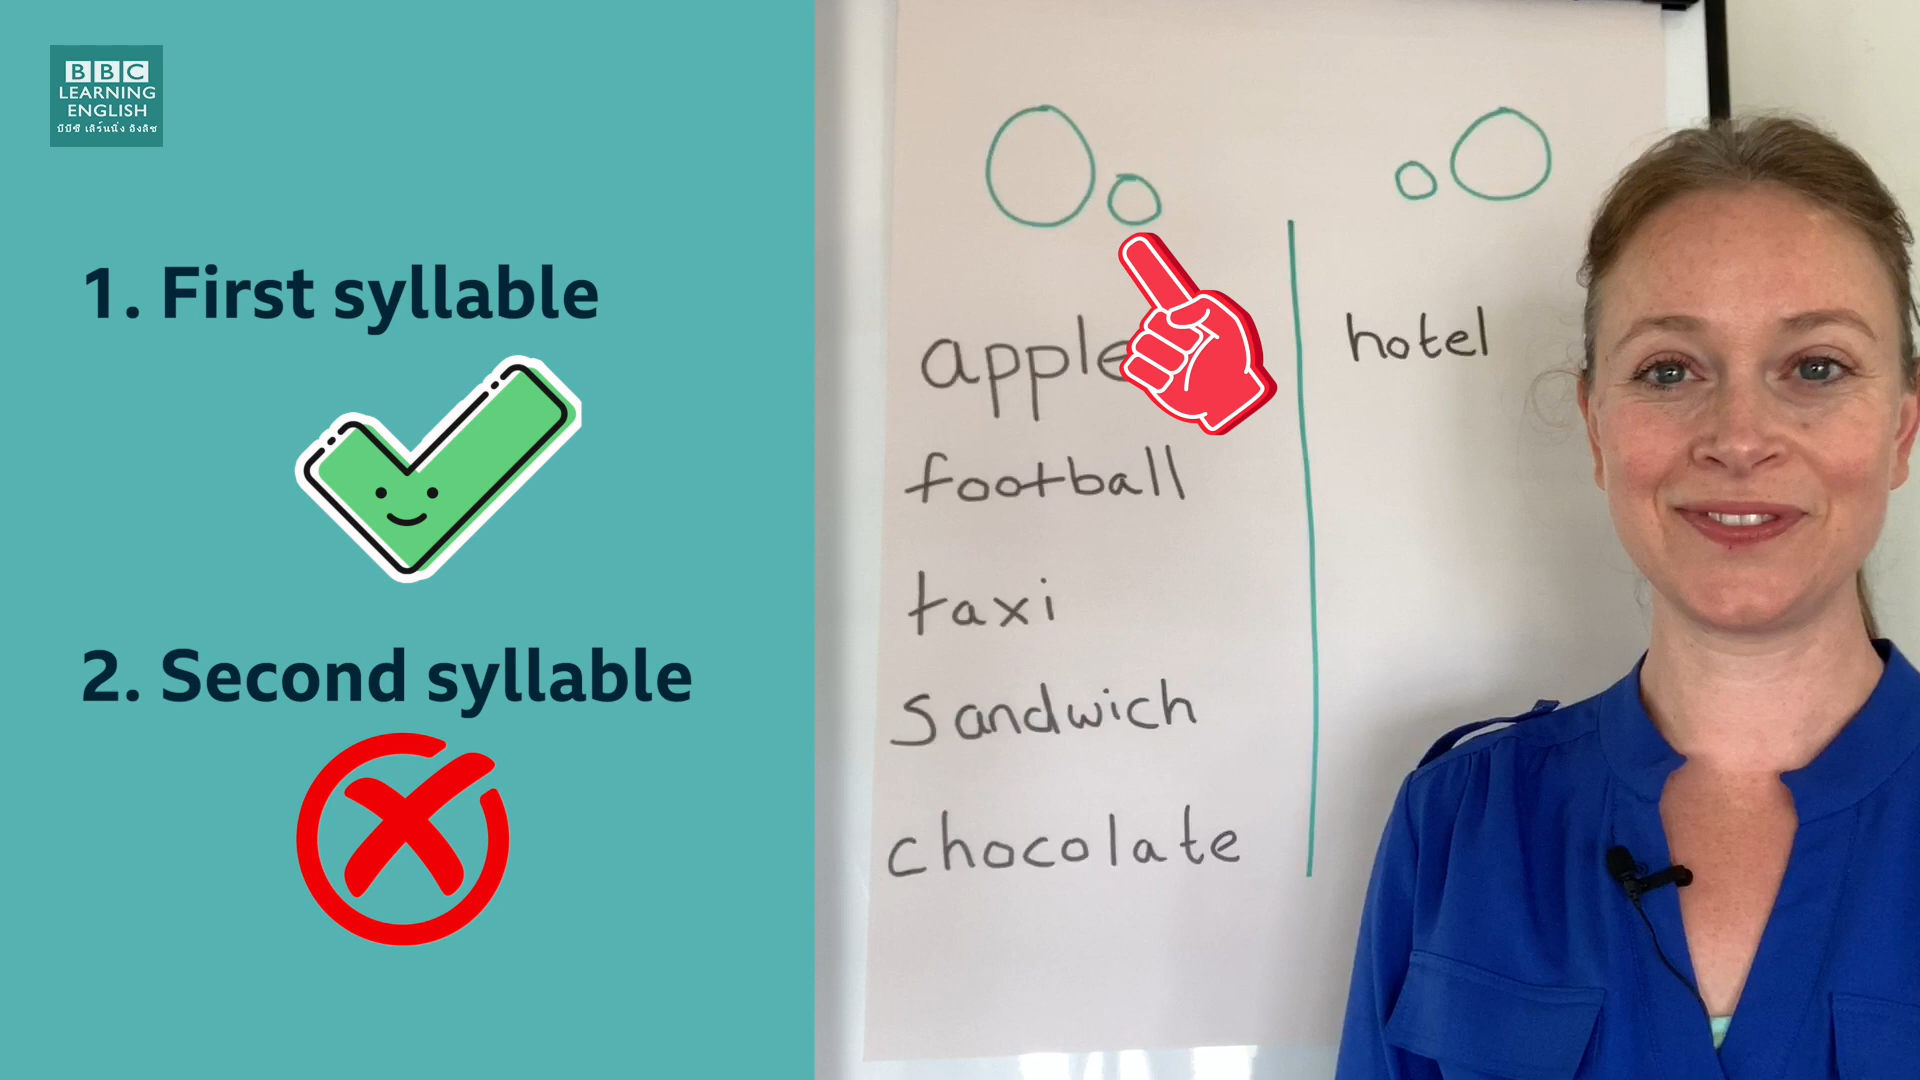 BBC
LEARNING
ENGLISH
บีบีซี เลิร์นนิ่ง อิงลิช
1. First syllable
2. Second syllable
apple
football
taxi
sandwich
chocolate
hotel